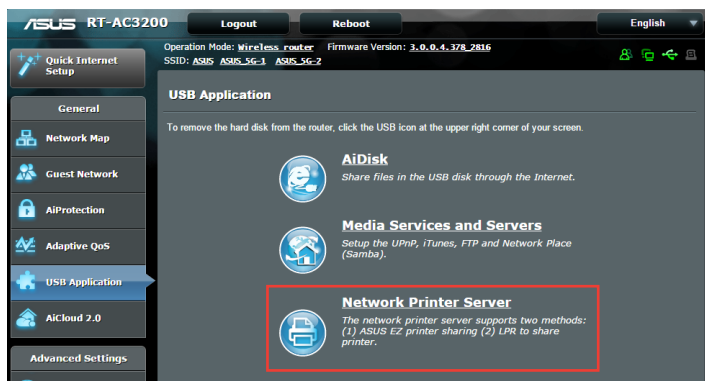 ASUS RT-AC3200 Logout Reboot English
Operation Mode: Wireless router Firmware Version: 3.0.0.4.378_2816
SSID: ASUS ASUS_5G-1 ASUS_5G-2
Quick Internet
Setup
General
Network Map
Guest Network
AiProtection
Adaptive QoS
USB Application
AiCloud 2.0
Advanced Settings
USB Application
To remove the hard disk from the router, click the USB icon at the upper right corner of your screen.
AiDisk
Share files in the USB disk through the Internet.
Media Services and Servers
Setup the UPnP, iTunes, FTP and Network Place
(Samba).
Network Printer Server
The network printer server supports two methods:
(1) ASUS EZ printer sharing (2) LPR to share
printer.